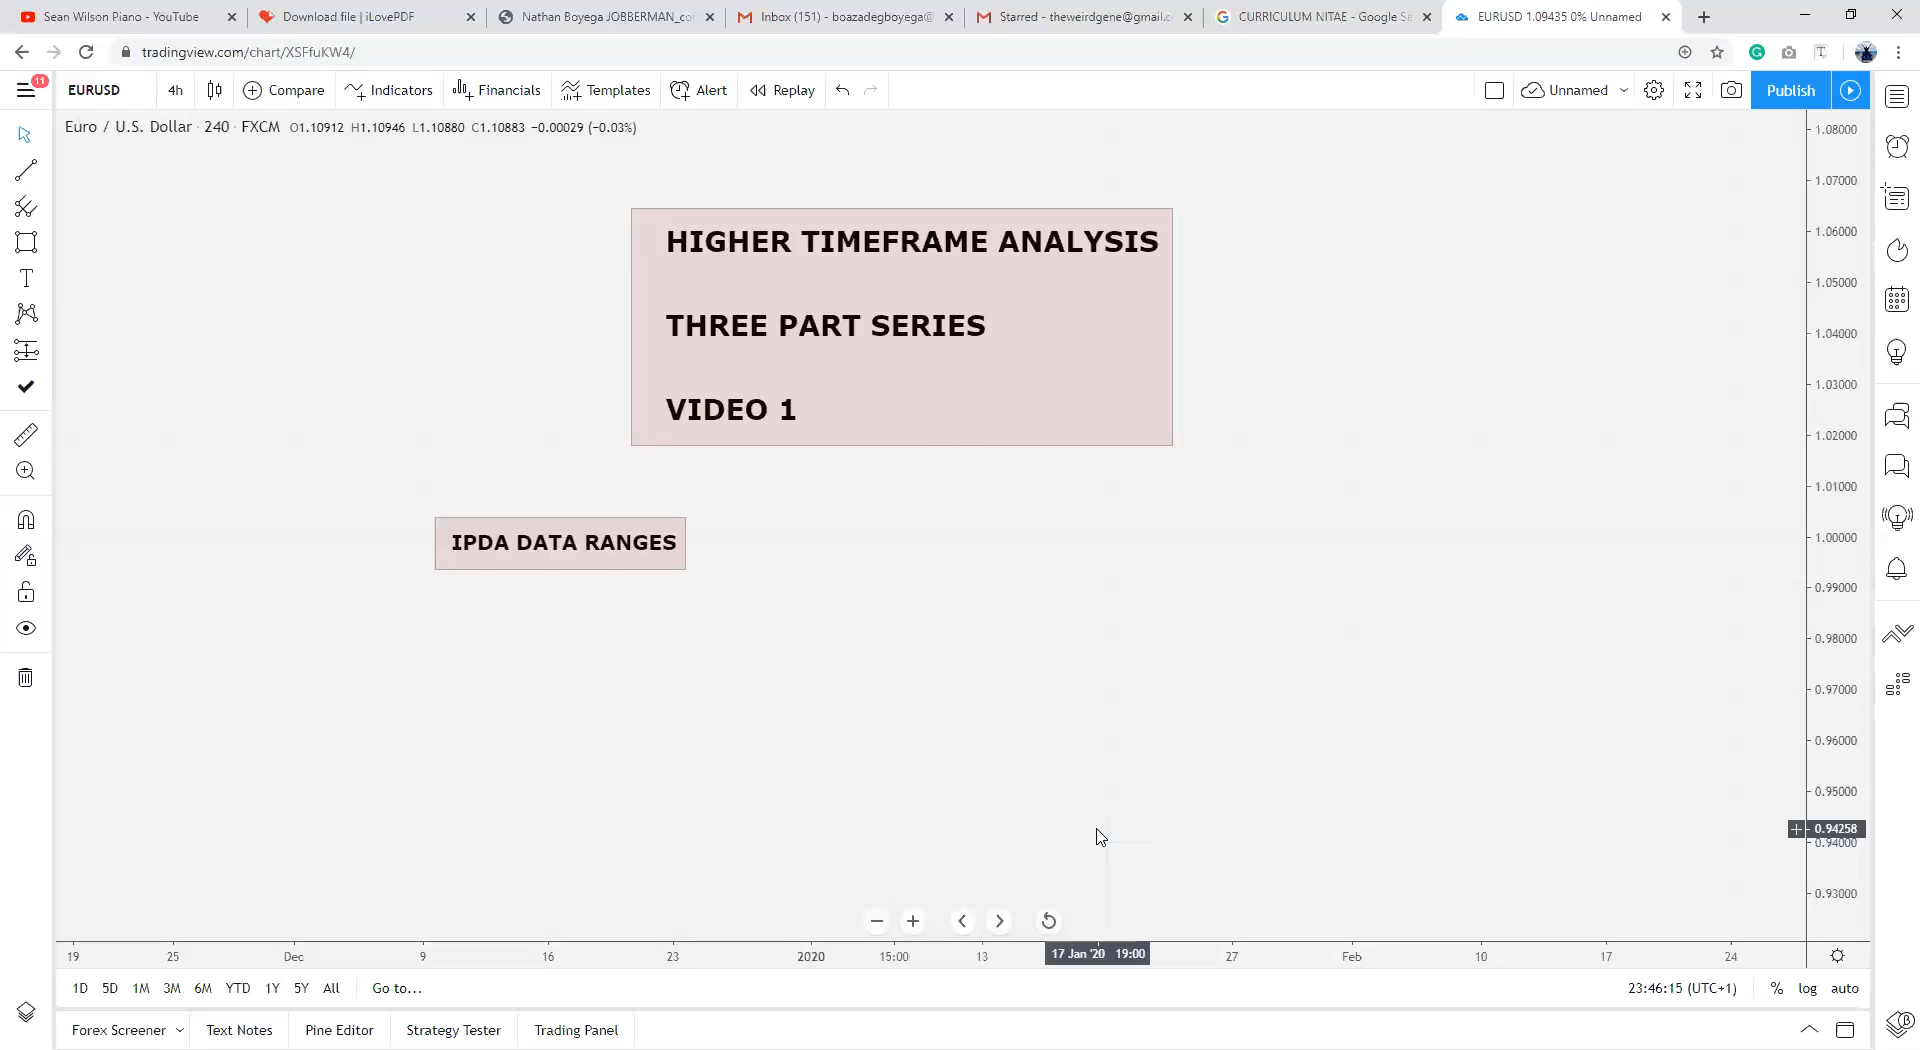 Sean Wilson Piano - YouTube
Download file | iLovePDF
Nathan Boyega JOBBERMAN_co
Inbox (151) - boazadegboyega@
Starred - theweirdgene@gmail.c
CURRICULUM NITAE - Google Se
EURUSD 1.09435 0% Unnamed
tradingview.com/chart/XSFfuKW4/
11
EURUSD
4h
Compare
Indicators
Financials
Templates
Alert
Replay
Unnamed
Publish
Euro / U.S. Dollar · 240 · FXCM O1.10912 H1.10946 L1.10880 C1.10883 −0.00029 (−0.03%)
HIGHER TIMEFRAME ANALYSIS
THREE PART SERIES
VIDEO 1
IPDA DATA RANGES
1.08000
1.07000
1.06000
1.05000
1.04000
1.03000
1.02000
1.01000
1.00000
0.99000
0.98000
0.97000
0.96000
0.95000
0.94258
0.94000
0.93000
19 25 Dec 9 16 23 2020 15:00 13 17 Jan '20 19:00 27 Feb 10 17 24
1D 5D 1M 3M 6M YTD 1Y 5Y All Go to... 23:46:15 (UTC+1) % log auto
Forex Screener Text Notes Pine Editor Strategy Tester Trading Panel